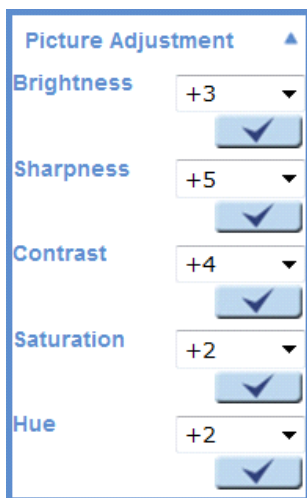 Picture Adjustment
Brightness
+3
Sharpness
+5
Contrast
+4
Saturation
+2
Hue
+2